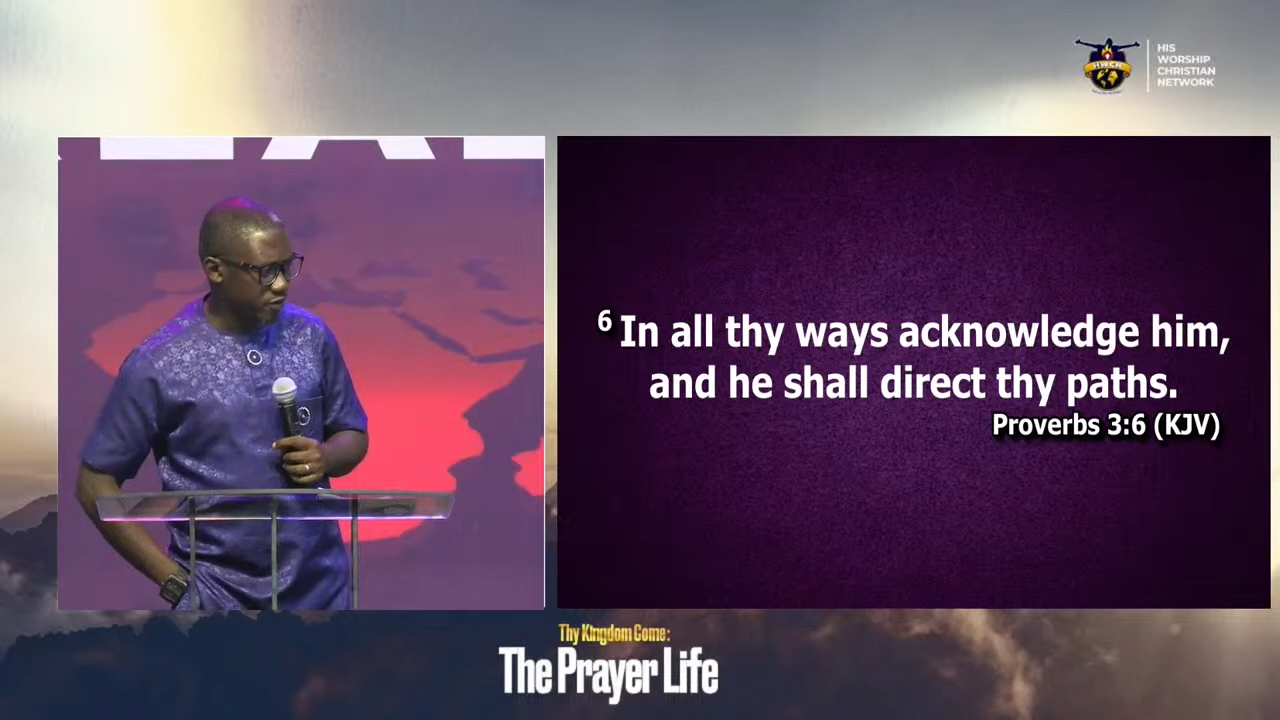 HIS
WORSHIP
CHRISTIAN
NETWORK
HWCN
6 In all thy ways acknowledge him,
and he shall direct thy paths.
Proverbs 3:6 (KJV)
Thy Kingdom Come:
The Prayer Life